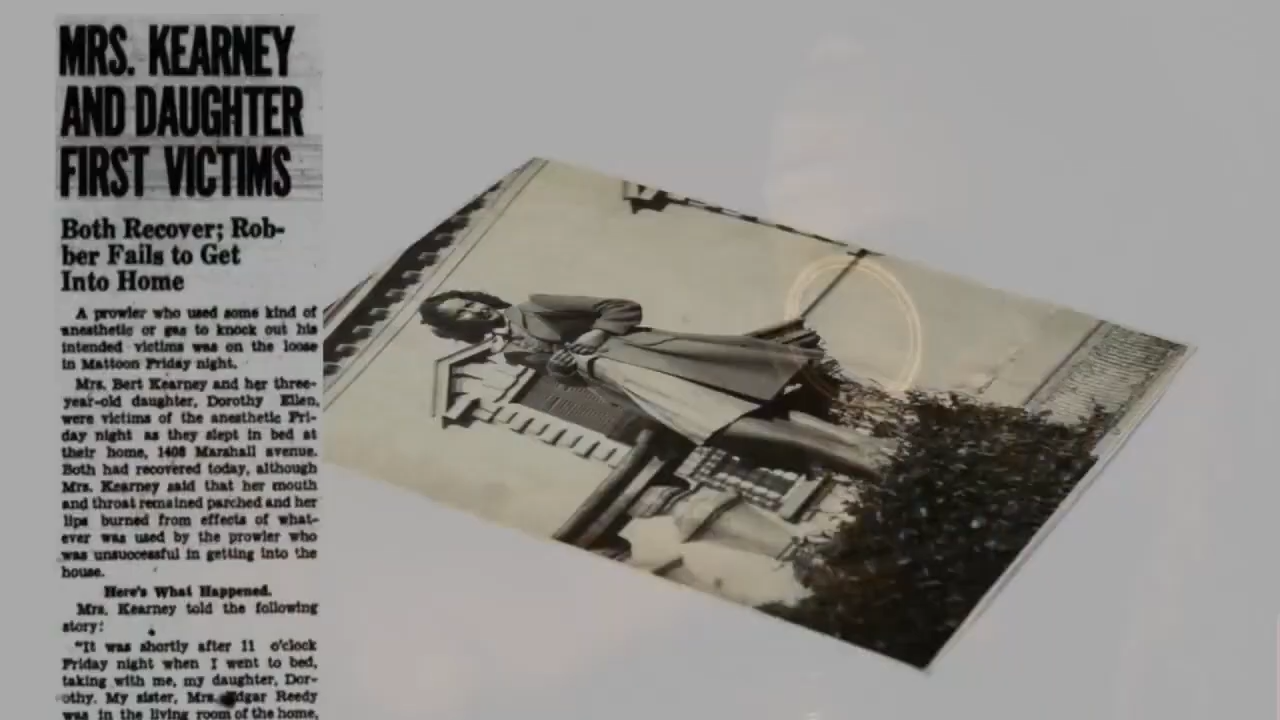 MRS. KEARNEY
AND DAUGHTER
FIRST VICTIMS
Both Recover; Rob-
ber Fails to Get
Into Home
A prowler who used some kind of
anesthetic or gas to knock out his
intended victims was on the loose
in Mattoon Friday night.
Mrs. Bert Kearney and her three-
year-old daughter, Dorothy Ellen,
were victims of the anesthetic Fri-
day night as they slept in bed at
their home, 1408 Marshall avenue.
Both had recovered today, although
Mrs. Kearney said that her mouth
and throat remained parched and her
lips burned from effects of what-
ever was used by the prowler who
was unsuccessful in getting into the
house.
Here's What Happened.
Mrs. Kearney told the following
story:
"It was shortly after 11 o'clock
Friday night when I went to bed,
taking with me, my daughter, Dor-
othy. My sister, Mrs. Edgar Reedy
was in the living room of the home,